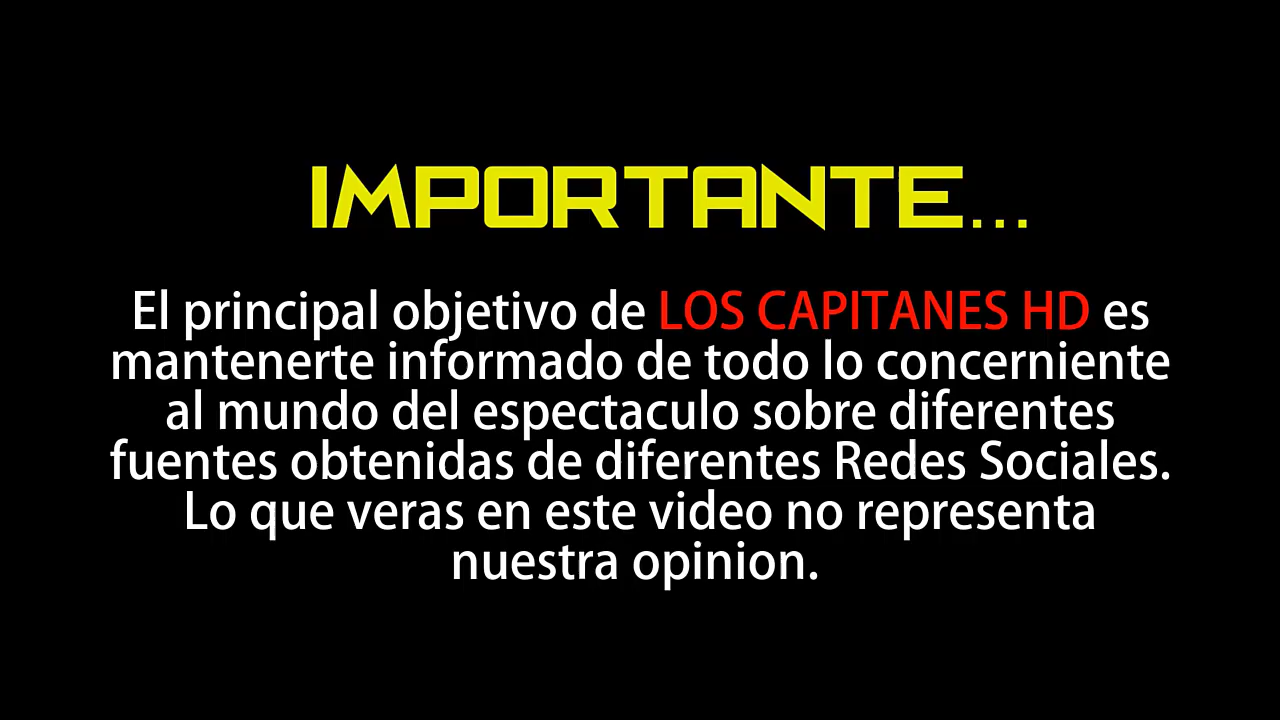 IMPORTANTE...
El principal objetivo de LOS CAPITANES HD es
mantenerte informado de todo lo concerniente
al mundo del espectaculo sobre diferentes
fuentes obtenidas de diferentes Redes Sociales.
Lo que veras en este video no representa
nuestra opinion.